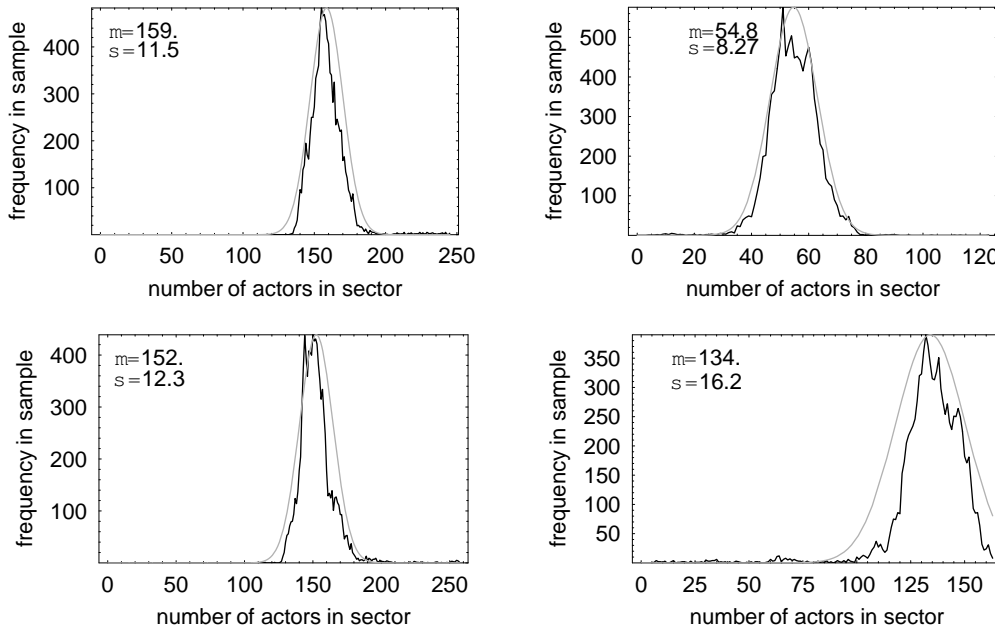 m=159.
s=11.5
400
300
200
100
0 50 100 150 200 250
number of actors in sector
frequency in sample
m=54.8
s=8.27
500
400
300
200
100
0 20 40 60 80 100 120
number of actors in sector
frequency in sample
m=152.
s=12.3
400
300
200
100
0 50 100 150 200 250
number of actors in sector
frequency in sample
m=134.
s=16.2
350
300
250
200
150
100
50
0 25 50 75 100 125 150
number of actors in sector
frequency in sample